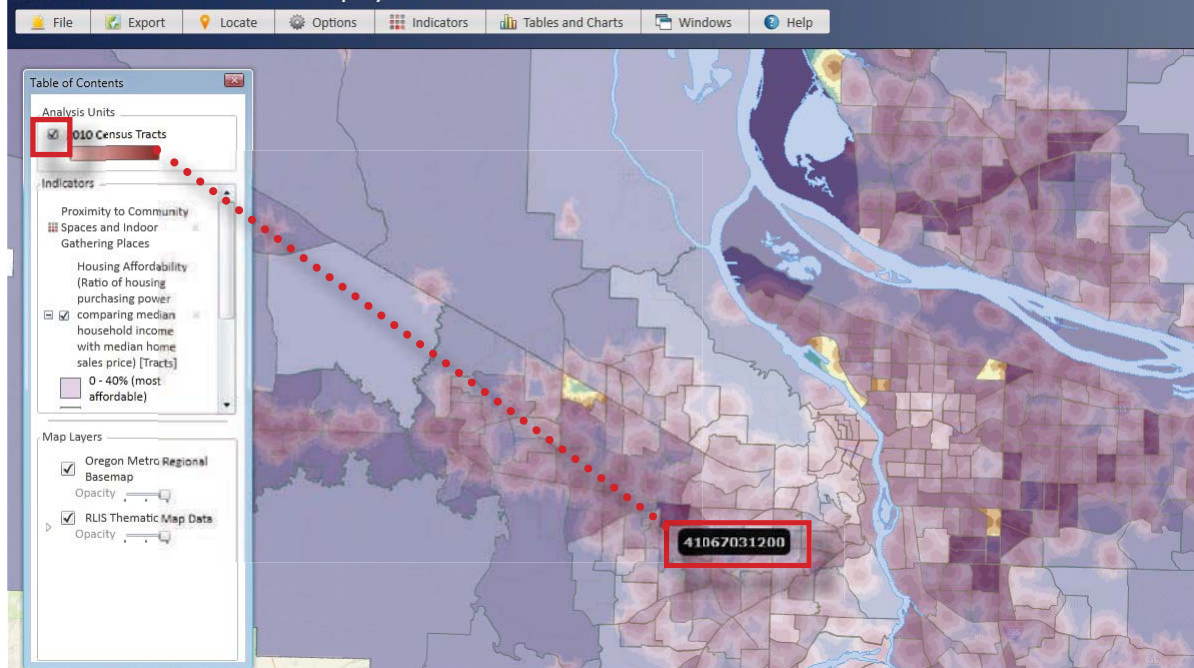 File Export Locate Options Indicators Tables and Charts Windows Help
Table of Contents
Analysis Units
2010 Census Tracts
Indicators
Proximity to Community
Spaces and Indoor
Gathering Places
Housing Affordability
(Ratio of housing
purchasing power
comparing median
household income
with median home
sales price) [Tracts]
0 - 40% (most
affordable)
Map Layers
Oregon Metro Regional
Basemap
Opacity
RLIS Thematic Map Data
Opacity
41067031200